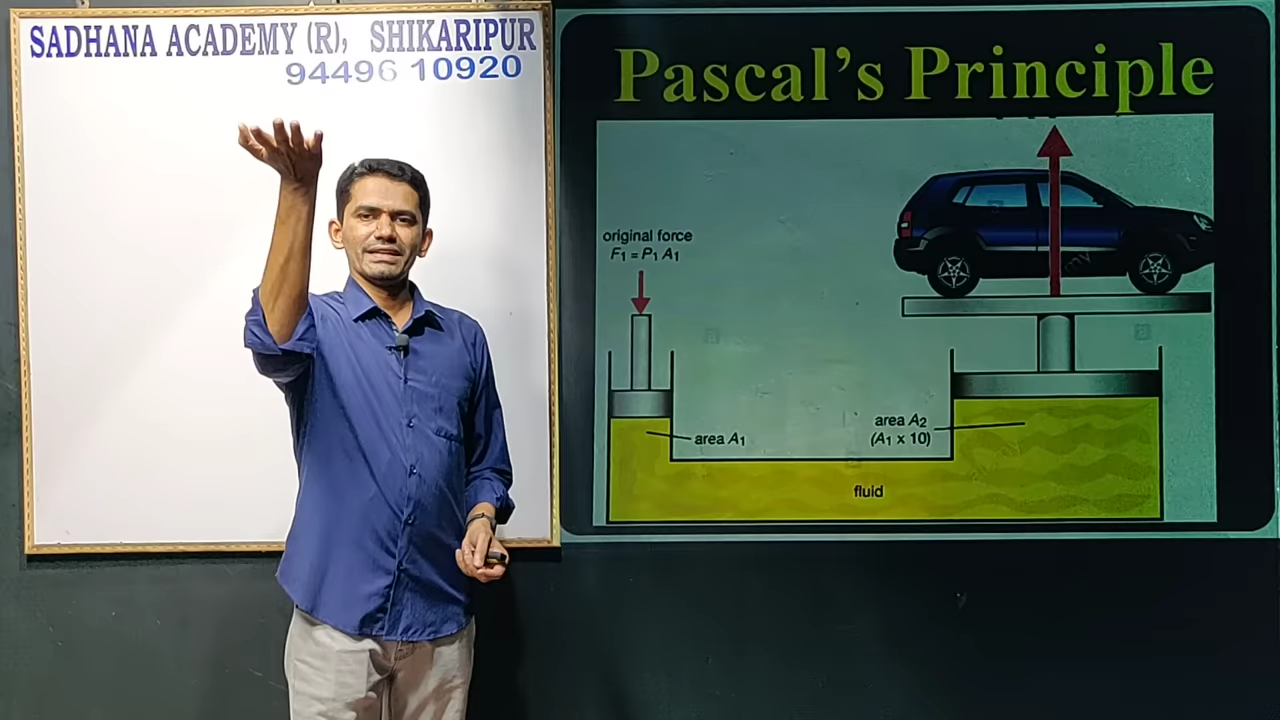 SADHANA ACADEMY (R), SHIKARIPUR
94496 10920
Pascal's Principle
original force
F₁ = P₁ A₁
area A₁
area A₂
(A₁ x 10)
fluid